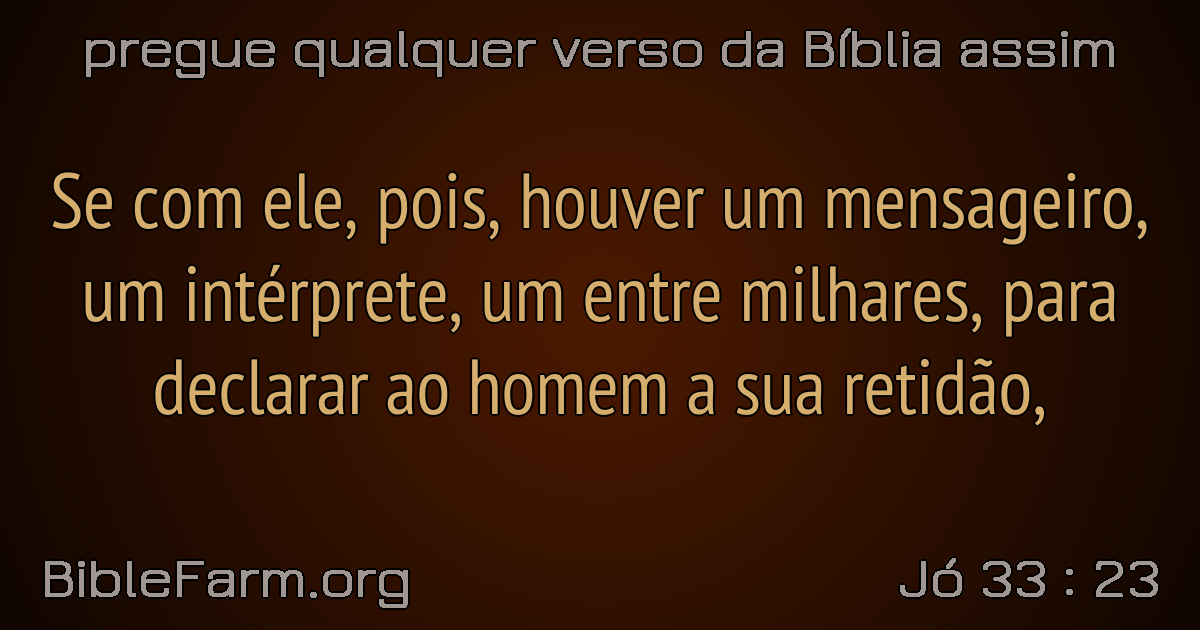 pregue qualquer verso da Bíblia assim
Se com ele, pois, houver um mensageiro,
um intérprete, um entre milhares, para
declarar ao homem a sua retidão,
BibleFarm.org
Jó 33 : 23